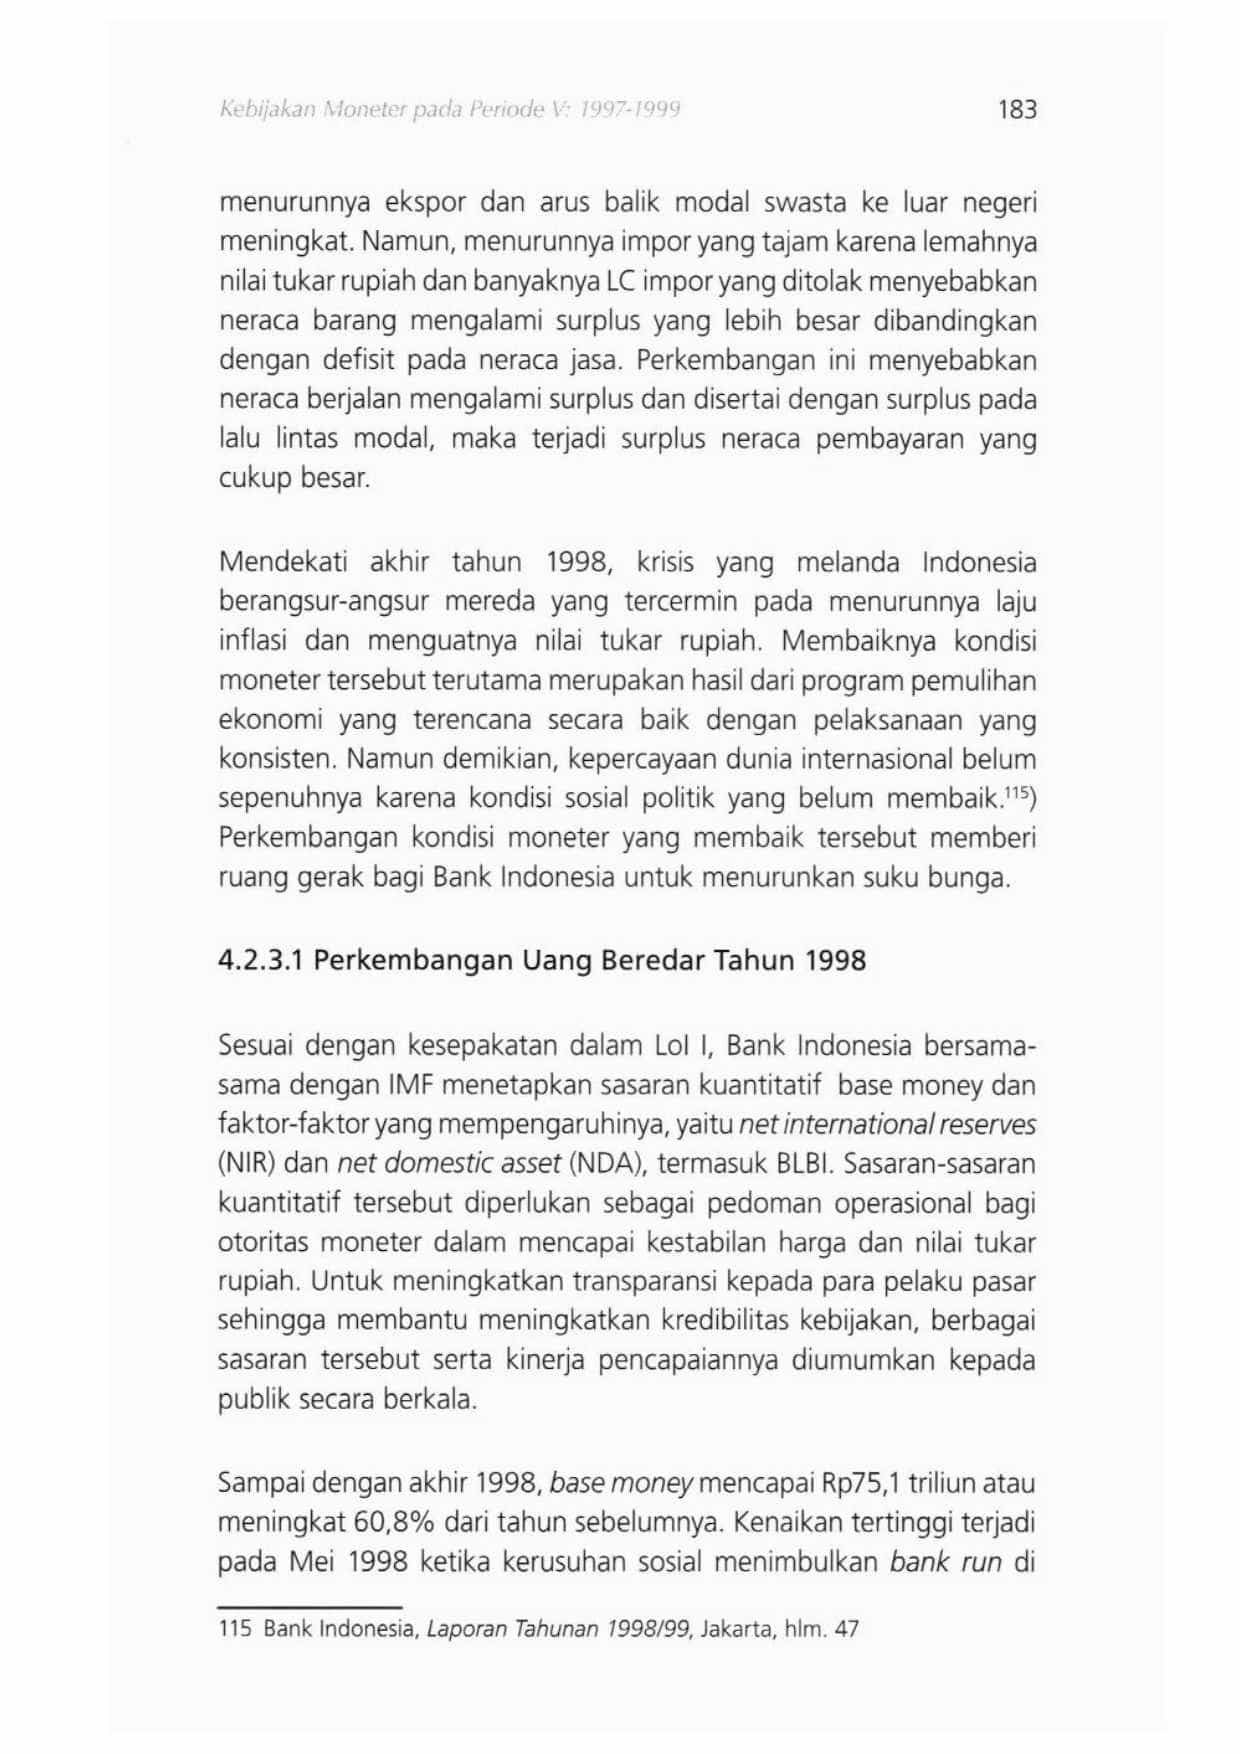 Kebijakan Moneter pada Periode V: 1997-1999 183
menurunnya ekspor dan arus balik modal swasta ke luar negeri
meningkat. Namun, menurunnya impor yang tajam karena lemahnya
nilai tukar rupiah dan banyaknya LC impor yang ditolak menyebabkan
neraca barang mengalami surplus yang lebih besar dibandingkan
dengan defisit pada neraca jasa. Perkembangan ini menyebabkan
neraca berjalan mengalami surplus dan disertai dengan surplus pada
lalu lintas modal, maka terjadi surplus neraca pembayaran yang
cukup besar.
Mendekati akhir tahun 1998, krisis yang melanda Indonesia
berangsur-angsur mereda yang tercermin pada menurunnya laju
inflasi dan menguatnya nilai tukar rupiah. Membaiknya kondisi
moneter tersebut terutama merupakan hasil dari program pemulihan
ekonomi yang terencana secara baik dengan pelaksanaan yang
konsisten. Namun demikian, kepercayaan dunia internasional belum
sepenuhnya karena kondisi sosial politik yang belum membaik.¹¹⁵)
Perkembangan kondisi moneter yang membaik tersebut memberi
ruang gerak bagi Bank Indonesia untuk menurunkan suku bunga.
4.2.3.1 Perkembangan Uang Beredar Tahun 1998
Sesuai dengan kesepakatan dalam LoI I, Bank Indonesia bersama-
sama dengan IMF menetapkan sasaran kuantitatif base money dan
faktor-faktor yang mempengaruhinya, yaitu net international reserves
(NIR) dan net domestic asset (NDA), termasuk BLBI. Sasaran-sasaran
kuantitatif tersebut diperlukan sebagai pedoman operasional bagi
otoritas moneter dalam mencapai kestabilan harga dan nilai tukar
rupiah. Untuk meningkatkan transparansi kepada para pelaku pasar
sehingga membantu meningkatkan kredibilitas kebijakan, berbagai
sasaran tersebut serta kinerja pencapaiannya diumumkan kepada
publik secara berkala.
Sampai dengan akhir 1998, base money mencapai Rp75,1 triliun atau
meningkat 60,8% dari tahun sebelumnya. Kenaikan tertinggi terjadi
pada Mei 1998 ketika kerusuhan sosial menimbulkan bank run di
115 Bank Indonesia, Laporan Tahunan 1998/99, Jakarta, hlm. 47